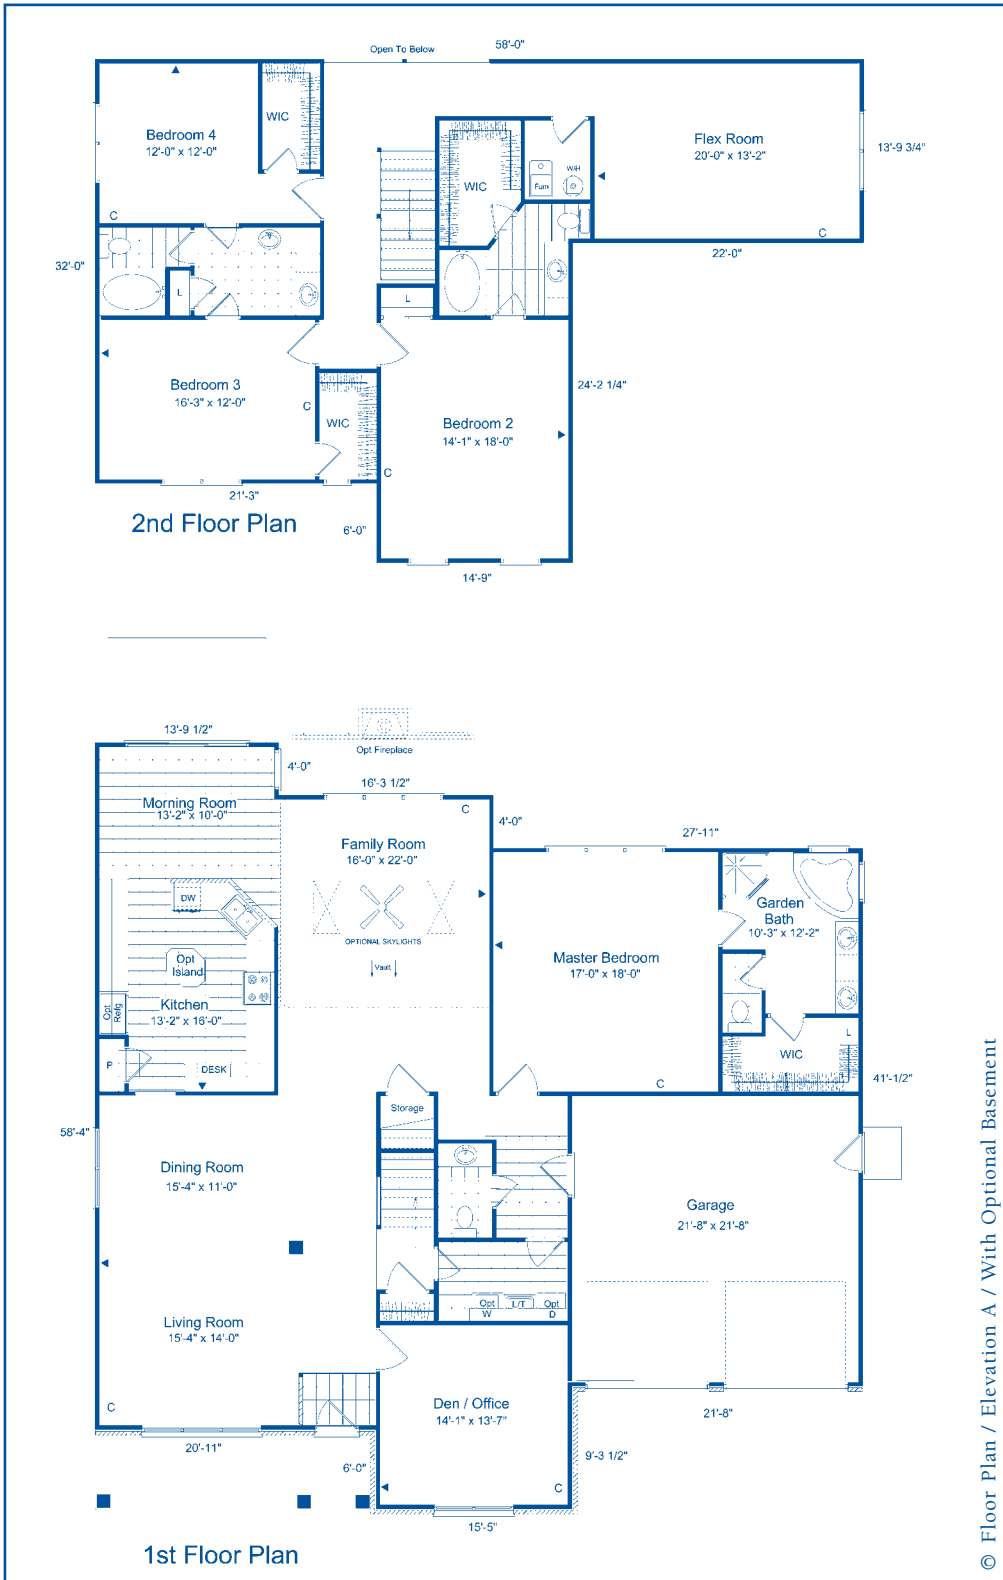 Open To Below
58'-0"
Bedroom 4
12'-0" x 12'-0"
WIC
C
WIC
Furn
W/H
Flex Room
20'-0" x 13'-2"
13'-9 3/4"
C
22'-0"
32'-0"
L
L
Bedroom 3
16'-3" x 12'-0"
C
WIC
Bedroom 2
14'-1" x 18'-0"
C
24'-2 1/4"
21'-3"
6'-0"
14'-9"
2nd Floor Plan
13'-9 1/2"
4'-0"
Opt Fireplace
16'-3 1/2"
C
4'-0"
27'-11"
Morning Room
13'-2" x 10'-0"
Family Room
16'-0" x 22'-0"
DW
OPTIONAL SKYLIGHTS
Vault
Opt
Island
Kitchen
13'-2" x 16'-0"
Opt
Refg
P
DESK
Garden
Bath
10'-3" x 12'-2"
Master Bedroom
17'-0" x 18'-0"
L
WIC
C
41'-1/2"
Storage
58'-4"
Dining Room
15'-4" x 11'-0"
Garage
21'-8" x 21'-8"
Opt
W
L/T
Opt
D
Living Room
15'-4" x 14'-0"
C
Den / Office
14'-1" x 13'-7"
C
21'-8"
20'-11"
6'-0"
9'-3 1/2"
15'-5"
1st Floor Plan
© Floor Plan / Elevation A / With Optional Basement